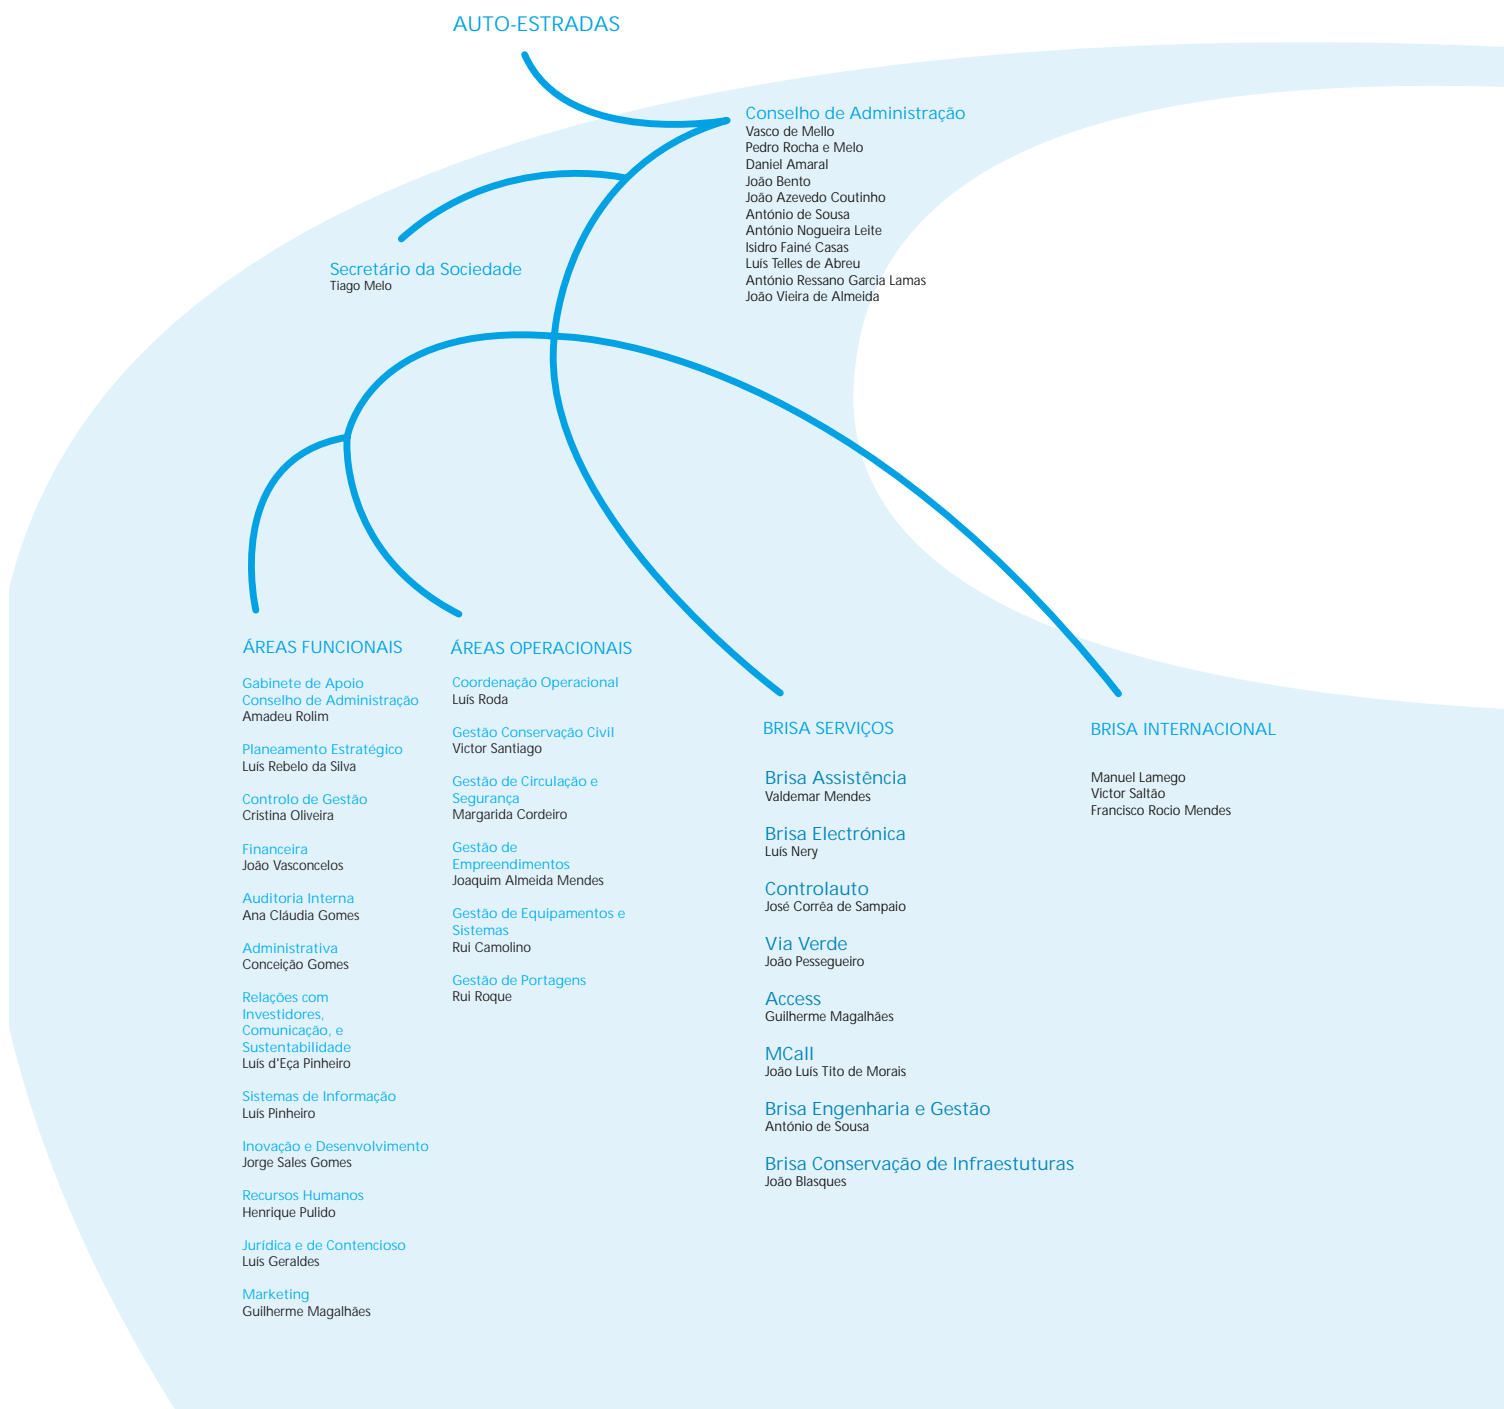 AUTO-ESTRADAS
Conselho de Administração
Vasco de Mello
Pedro Rocha e Melo
Daniel Amaral
João Bento
João Azevedo Coutinho
António de Sousa
António Nogueira Leite
Isidro Fainé Casas
Luís Telles de Abreu
António Ressano Garcia Lamas
João Vieira de Almeida
Secretário da Sociedade
Tiago Melo
ÁREAS FUNCIONAIS
Gabinete de Apoio
Conselho de Administração
Amadeu Rolim
Planeamento Estratégico
Luís Rebelo da Silva
Controlo de Gestão
Cristina Oliveira
Financeira
João Vasconcelos
Auditoria Interna
Ana Cláudia Gomes
Administrativa
Conceição Gomes
Relações com
Investidores,
Comunicação, e
Sustentabilidade
Luís d'Eça Pinheiro
Sistemas de Informação
Luís Pinheiro
Inovação e Desenvolvimento
Jorge Sales Gomes
Recursos Humanos
Henrique Pulido
Jurídica e de Contencioso
Luís Geraldes
Marketing
Guilherme Magalhães
ÁREAS OPERACIONAIS
Coordenação Operacional
Luís Roda
Gestão Conservação Civil
Victor Santiago
Gestão de Circulação e
Segurança
Margarida Cordeiro
Gestão de
Empreendimentos
Joaquim Almeida Mendes
Gestão de Equipamentos e
Sistemas
Rui Camolino
Gestão de Portagens
Rui Roque
BRISA SERVIÇOS
Brisa Assistência
Valdemar Mendes
Brisa Electrónica
Luís Nery
Controlauto
José Corrêa de Sampaio
Via Verde
João Pessegueiro
Access
Guilherme Magalhães
MCall
João Luís Tito de Morais
Brisa Engenharia e Gestão
António de Sousa
Brisa Conservação de Infraestuturas
João Blasques
BRISA INTERNACIONAL
Manuel Lamego
Victor Saltão
Francisco Rocio Mendes